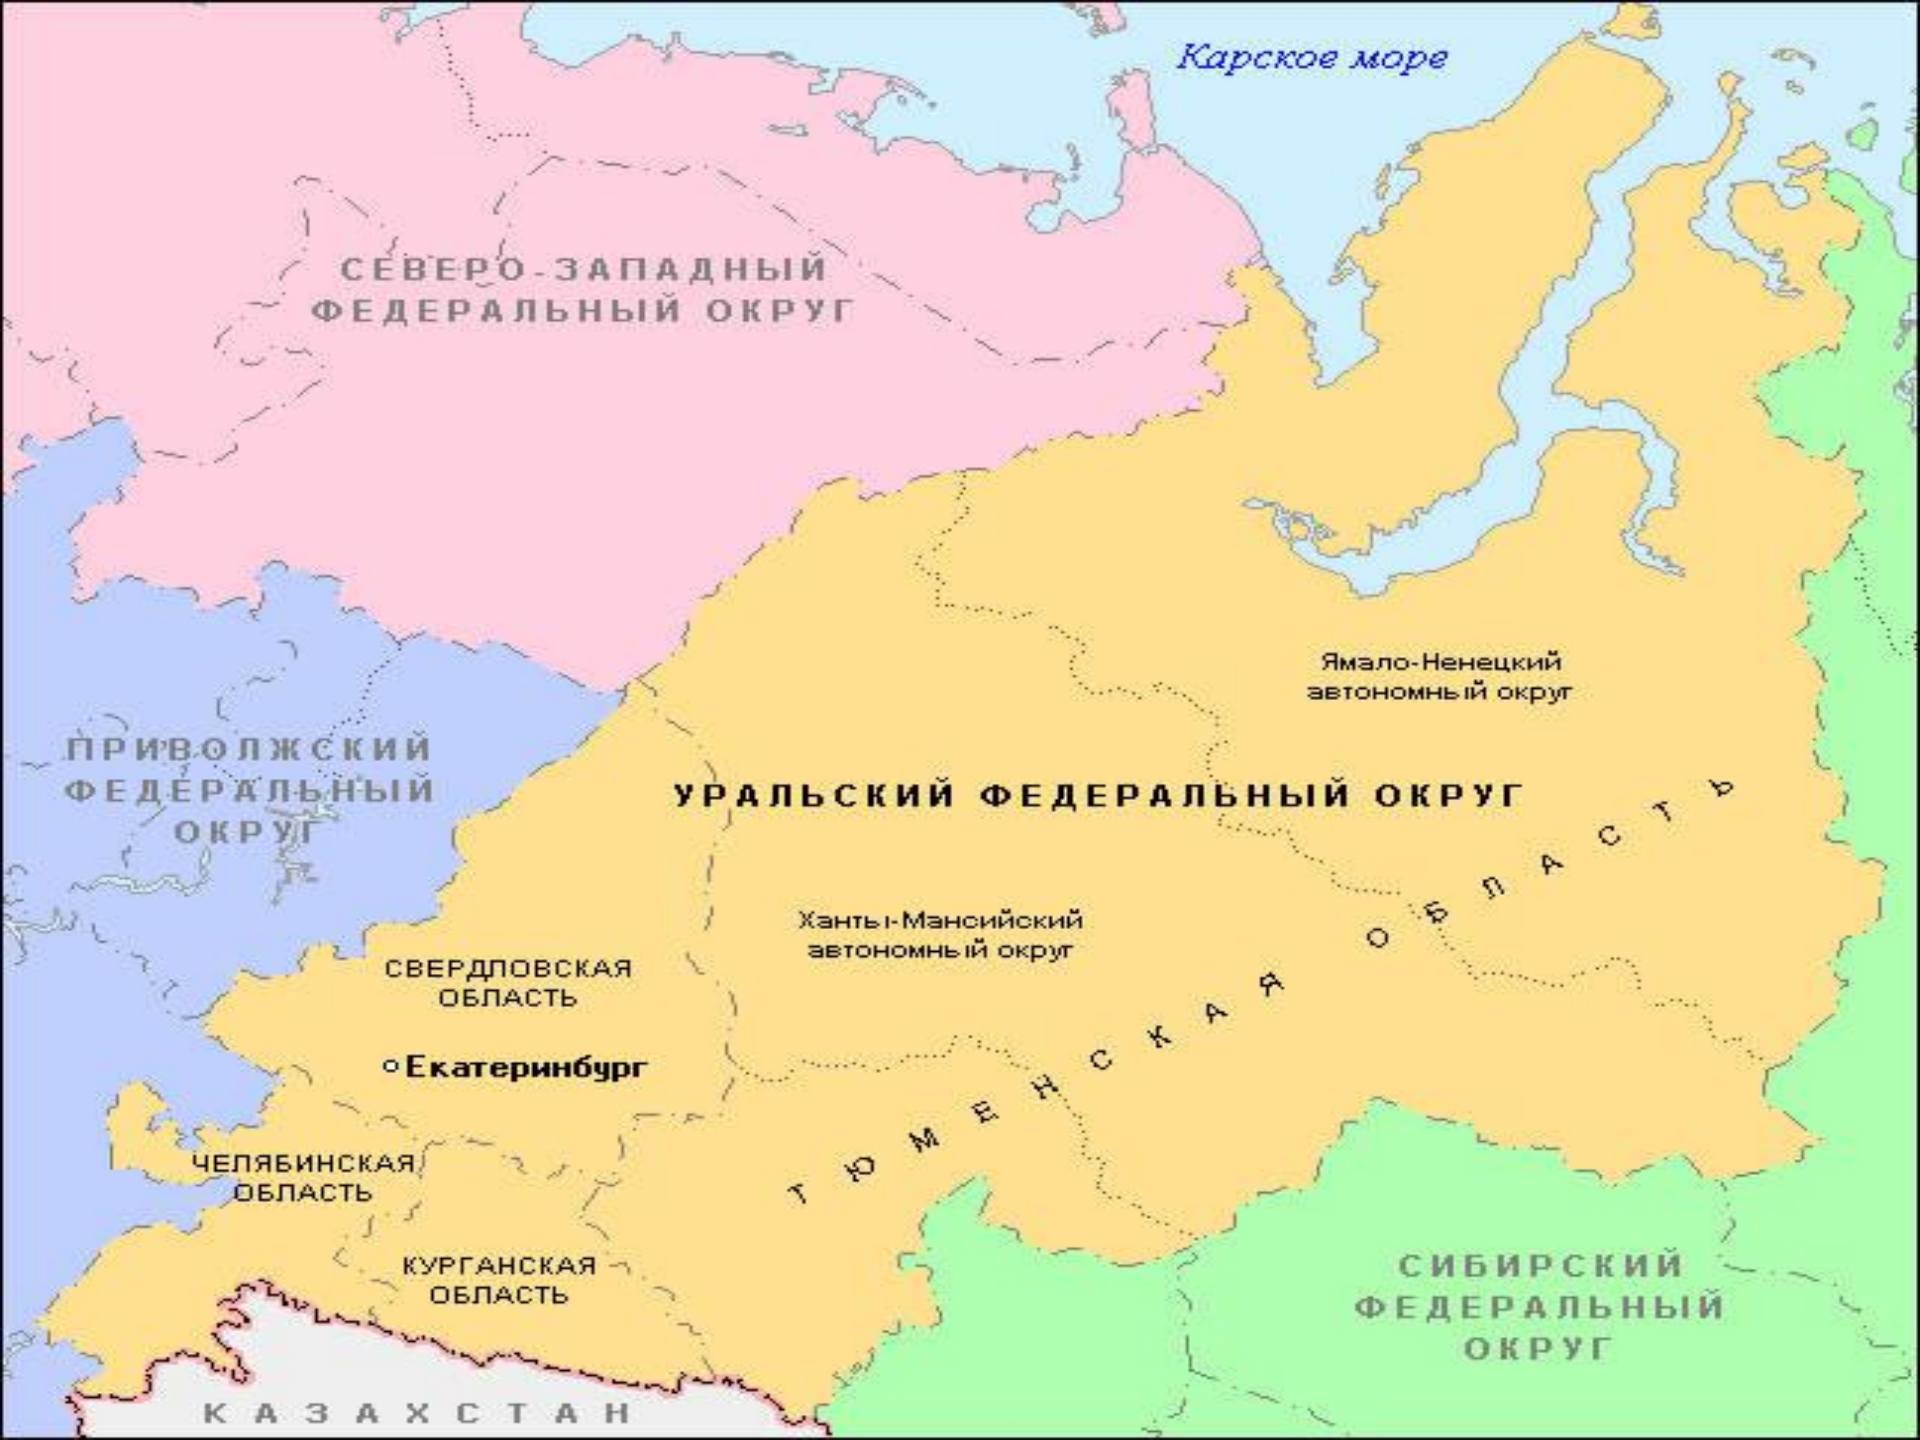 Карское море
СЕВЕРО-ЗАПАДНЫЙ
ФЕДЕРАЛЬНЫЙ ОКРУГ
Ямало-Ненецкий
автономный округ
ПРИВОЛЖСКИЙ
ФЕДЕРАЛЬНЫЙ
ОКРУГ
УРАЛЬСКИЙ ФЕДЕРАЛЬНЫЙ ОКРУГ
Ханты-Мансийский
автономный округ
СВЕРДЛОВСКАЯ
ОБЛАСТЬ
Екатеринбург
ТЮМЕНСКАЯ ОБЛАСТЬ
ЧЕЛЯБИНСКАЯ
ОБЛАСТЬ
КУРГАНСКАЯ
ОБЛАСТЬ
СИБИРСКИЙ
ФЕДЕРАЛЬНЫЙ
ОКРУГ
КАЗАХСТАН